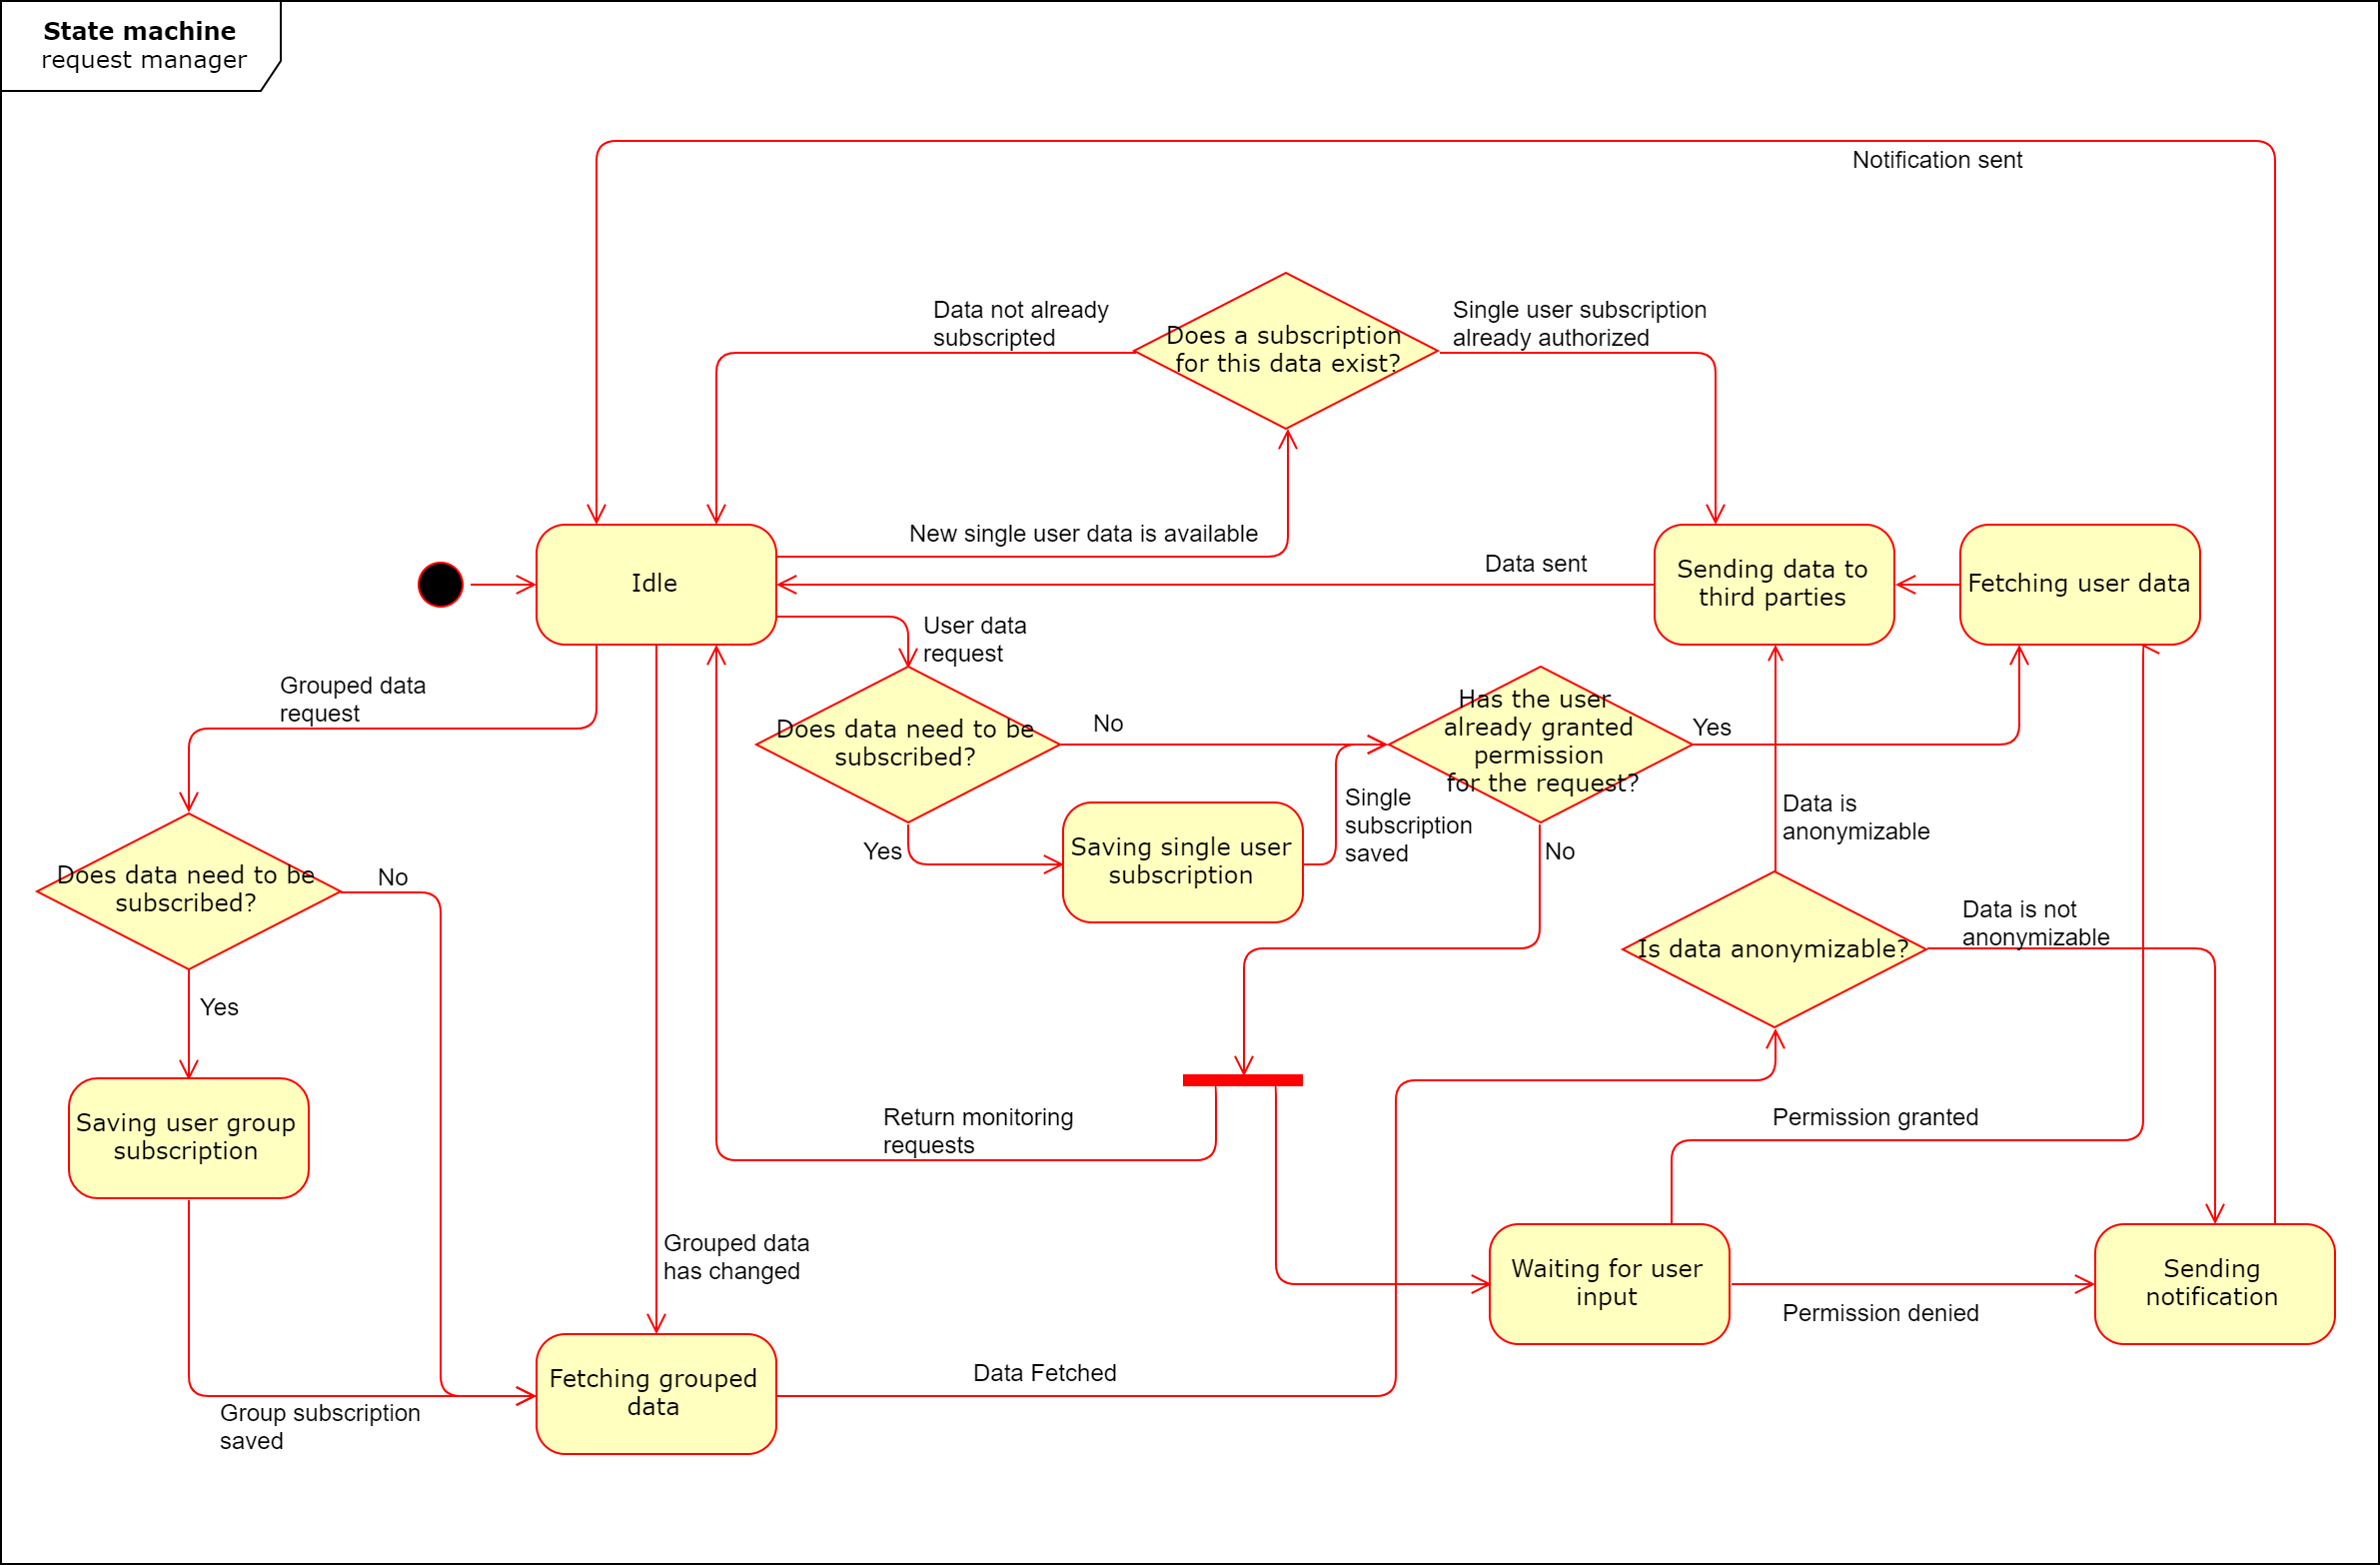 State machine
request manager
Notification sent
Data not already
subscripted
Does a subscription
for this data exist?
Single user subscription
already authorized
New single user data is available
Idle
Data sent
Sending data to
third parties
Fetching user data
User data
request
Grouped data
request
Does data need to be
subscribed?
No
Has the user
already granted
permission
for the request?
Yes
Single
subscription
saved
Data is
anonymizable
Yes
Saving single user
subscription
No
Does data need to be
subscribed?
No
Data is not
anonymizable
Is data anonymizable?
Yes
Saving user group
subscription
Return monitoring
requests
Permission granted
Grouped data
has changed
Waiting for user
input
Sending
notification
Permission denied
Fetching grouped
data
Data Fetched
Group subscription
saved